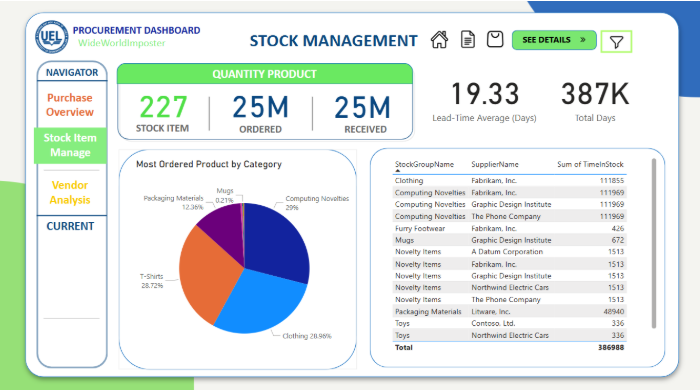 UEL
PROCUREMENT DASHBOARD
WideWorldImposter
STOCK MANAGEMENT
SEE DETAILS »
NAVIGATOR
Purchase
Overview
Stock Item
Manage
Vendor
Analysis
CURRENT
QUANTITY PRODUCT
227
STOCK ITEM
25M
ORDERED
25M
RECEIVED
19.33
Lead-Time Average (Days)
387K
Total Days
Most Ordered Product by Category
Mugs
0.21%
Packaging Materials
12.36%
Computing Novelties
29%
T-Shirts
28.72%
Clothing 28.96%
StockGroupName SupplierName Sum of TimeInStock
Clothing Fabrikam, Inc. 111855
Computing Novelties Fabrikam, Inc. 111969
Computing Novelties Graphic Design Institute 111969
Computing Novelties The Phone Company 111969
Furry Footwear Fabrikam, Inc. 426
Mugs Graphic Design Institute 672
Novelty Items A Datum Corporation 1513
Novelty Items Fabrikam, Inc. 1513
Novelty Items Graphic Design Institute 1513
Novelty Items Northwind Electric Cars 1513
Novelty Items The Phone Company 1513
Packaging Materials Litware, Inc. 48940
Toys Contoso, Ltd. 336
Toys Northwind Electric Cars 336
Total 386988